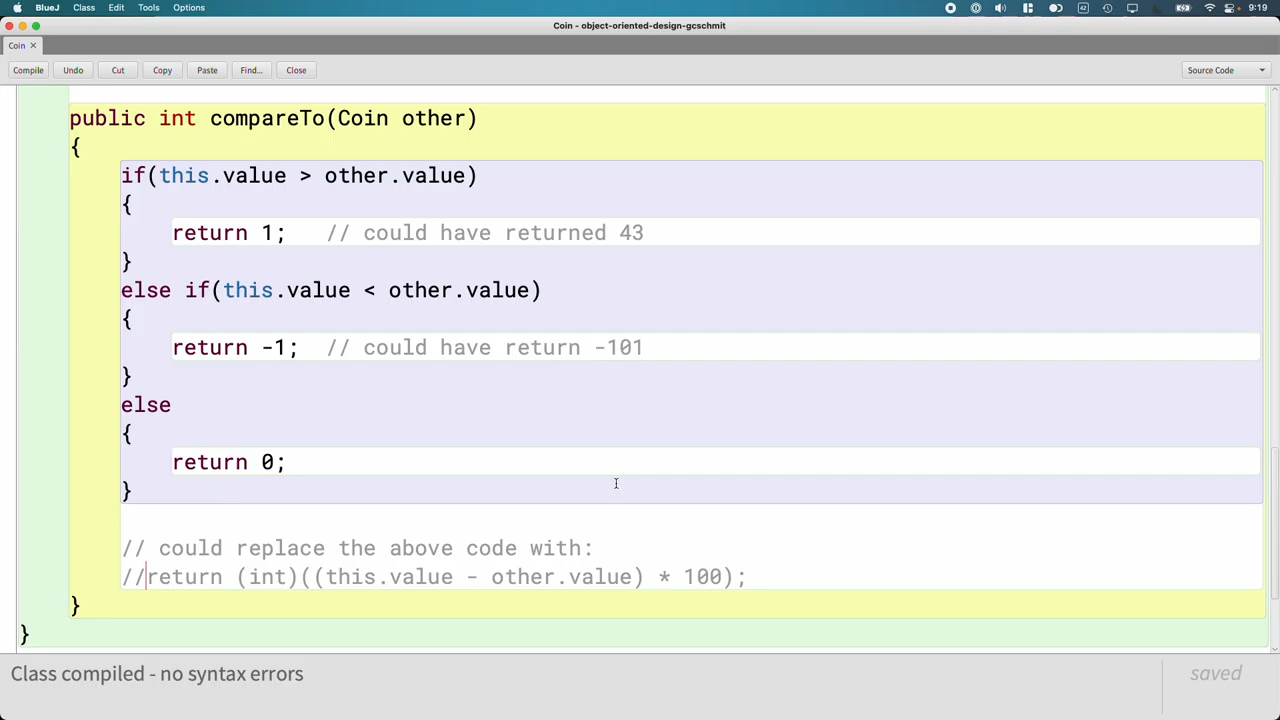 BlueJ Class Edit Tools Options 9:19
Coin - object-oriented-design-gcschmit
Coin
Compile Undo Cut Copy Paste Find... Close Source Code
public int compareTo(Coin other)
{
if(this.value > other.value)
{
return 1; // could have returned 43
}
else if(this.value < other.value)
{
return -1; // could have return -101
}
else
{
return 0;
}
// could replace the above code with:
//return (int)((this.value - other.value) * 100);
}
}
Class compiled - no syntax errors
saved